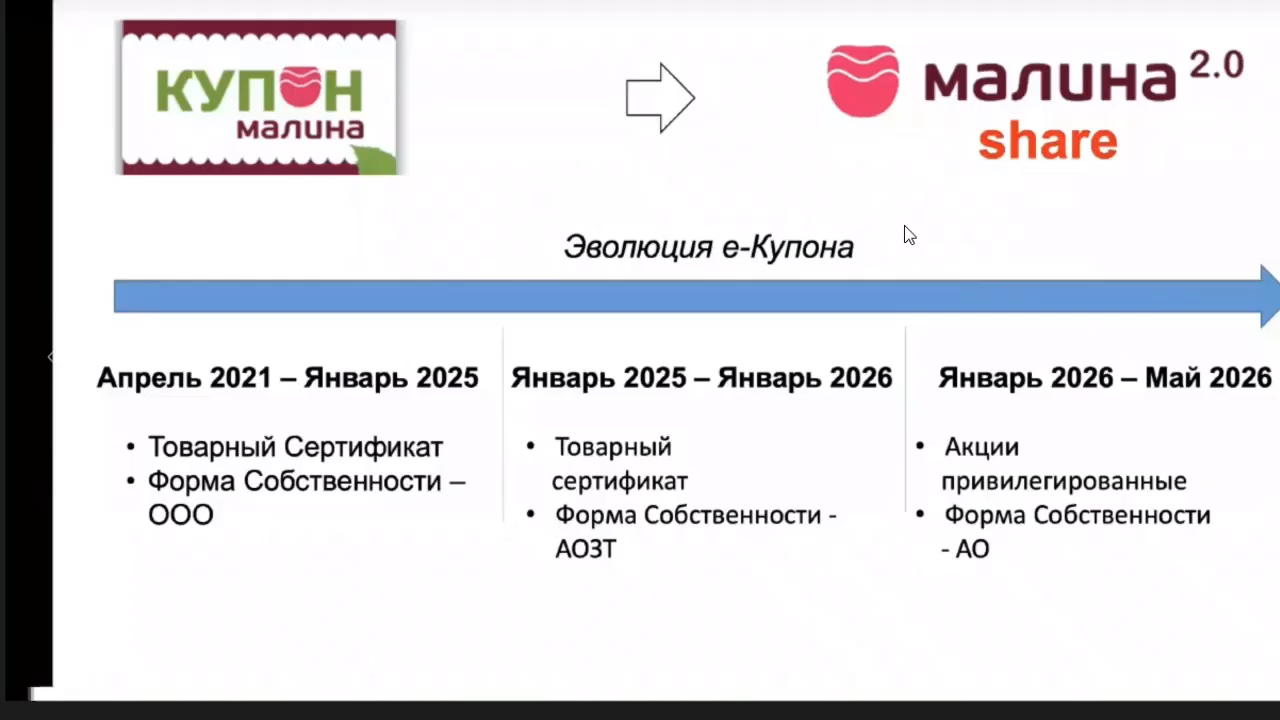 КУПОН
малина
малина 2.0
share
Эволюция е-Купона
Апрель 2021 – Январь 2025
• Товарный Сертификат
• Форма Собственности –
ООО
Январь 2025 – Январь 2026
• Товарный
сертификат
• Форма Собственности -
АОЗТ
Январь 2026 – Май 2026
• Акции
привилегированные
• Форма Собственности
- АО